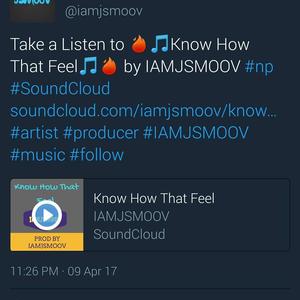 @iamjsmoov
Take a Listen to 🔥🎵Know How
That Feel🎵🔥 by IAMJSMOOV #np
#SoundCloud
soundcloud.com/iamjsmoov/know...
#artist #producer #IAMJSMOOV
#music #follow
Know How That
Feel
PROD BY
IAMJSMOOV
Know How That Feel
IAMJSMOOV
SoundCloud
11:26 PM · 09 Apr 17